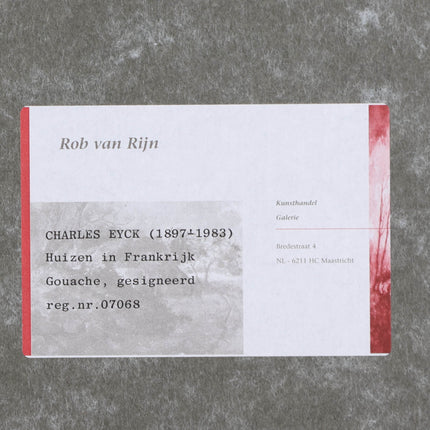 Rob van Rijn
CHARLES EYCK (1897-1983)
Huizen in Frankrijk
Gouache, gesigneerd
reg.nr.07068
Kunsthandel
Galerie
Bredestraat 4
NL - 6211 HC Maastricht